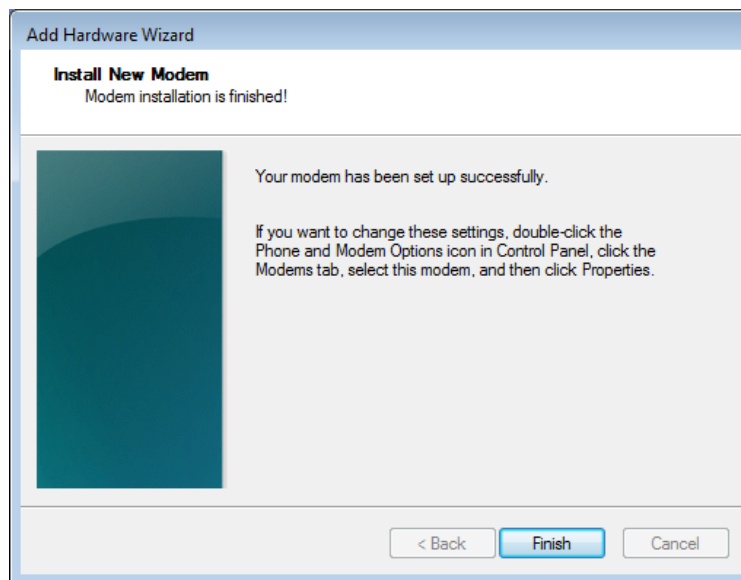 Add Hardware Wizard
Install New Modem
Modem installation is finished!
Your modem has been set up successfully.
If you want to change these settings, double-click the
Phone and Modem Options icon in Control Panel, click the
Modems tab, select this modem, and then click Properties.
< Back Finish Cancel